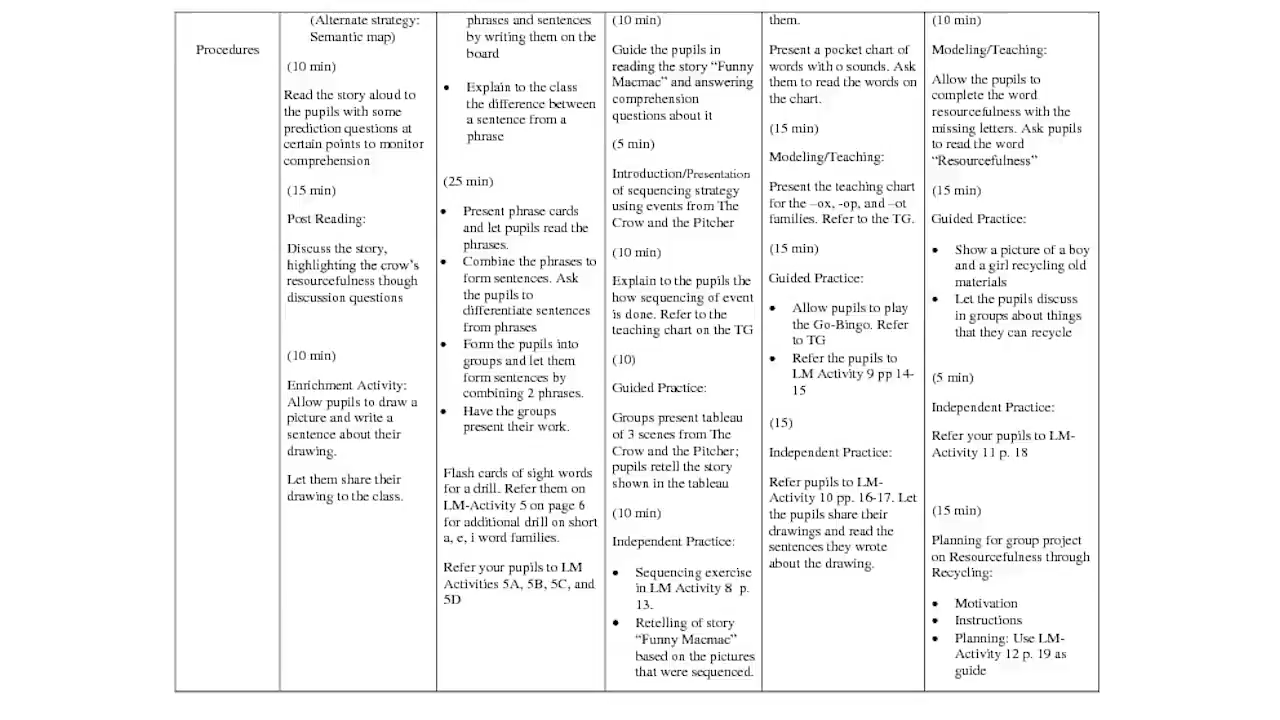 Procedures
(Alternate strategy:
Semantic map)
(10 min)
Read the story aloud to
the pupils with some
prediction questions at
certain points to monitor
comprehension
(15 min)
Post Reading:
Discuss the story,
highlighting the crow's
resourcefulness though
discussion questions
(10 min)
Enrichment Activity:
Allow pupils to draw a
picture and write a
sentence about their
drawing.
Let them share their
drawing to the class.
phrases and sentences
by writing them on the
board
• Explain to the class
the difference between
a sentence from a
phrase
(25 min)
• Present phrase cards
and let pupils read the
phrases.
• Combine the phrases to
form sentences. Ask
the pupils to
differentiate sentences
from phrases
• Form the pupils into
groups and let them
form sentences by
combining 2 phrases.
• Have the groups
present their work.
Flash cards of sight words
for a drill. Refer them on
LM-Activity 5 on page 6
for additional drill on short
a, e, i word families.
Refer your pupils to LM
Activities 5A, 5B, 5C, and
5D
(10 min)
Guide the pupils in
reading the story “Funny
Macmac” and answering
comprehension
questions about it
(5 min)
Introduction/Presentation
of sequencing strategy
using events from The
Crow and the Pitcher
(10 min)
Explain to the pupils the
how sequencing of event
is done. Refer to the
teaching chart on the TG
(10)
Guided Practice:
Groups present tableau
of 3 scenes from The
Crow and the Pitcher;
pupils retell the story
shown in the tableau
(10 min)
Independent Practice:
• Sequencing exercise
in LM Activity 8 p.
13.
• Retelling of story
“Funny Macmac”
based on the pictures
that were sequenced.
them.
Present a pocket chart of
words with o sounds. Ask
them to read the words on
the chart.
(15 min)
Modeling/Teaching:
Present the teaching chart
for the –ox, -op, and –ot
families. Refer to the TG.
(15 min)
Guided Practice:
• Allow pupils to play
the Go-Bingo. Refer
to TG
• Refer the pupils to
LM Activity 9 pp 14-
15
(15)
Independent Practice:
Refer pupils to LM-
Activity 10 pp. 16-17. Let
the pupils share their
drawings and read the
sentences they wrote
about the drawing.
(10 min)
Modeling/Teaching:
Allow the pupils to
complete the word
resourcefulness with the
missing letters. Ask pupils
to read the word
“Resourcefulness”
(15 min)
Guided Practice:
• Show a picture of a boy
and a girl recycling old
materials
• Let the pupils discuss
in groups about things
that they can recycle
(5 min)
Independent Practice:
Refer your pupils to LM-
Activity 11 p. 18
(15 min)
Planning for group project
on Resourcefulness through
Recycling:
• Motivation
• Instructions
• Planning: Use LM-
Activity 12 p. 19 as
guide